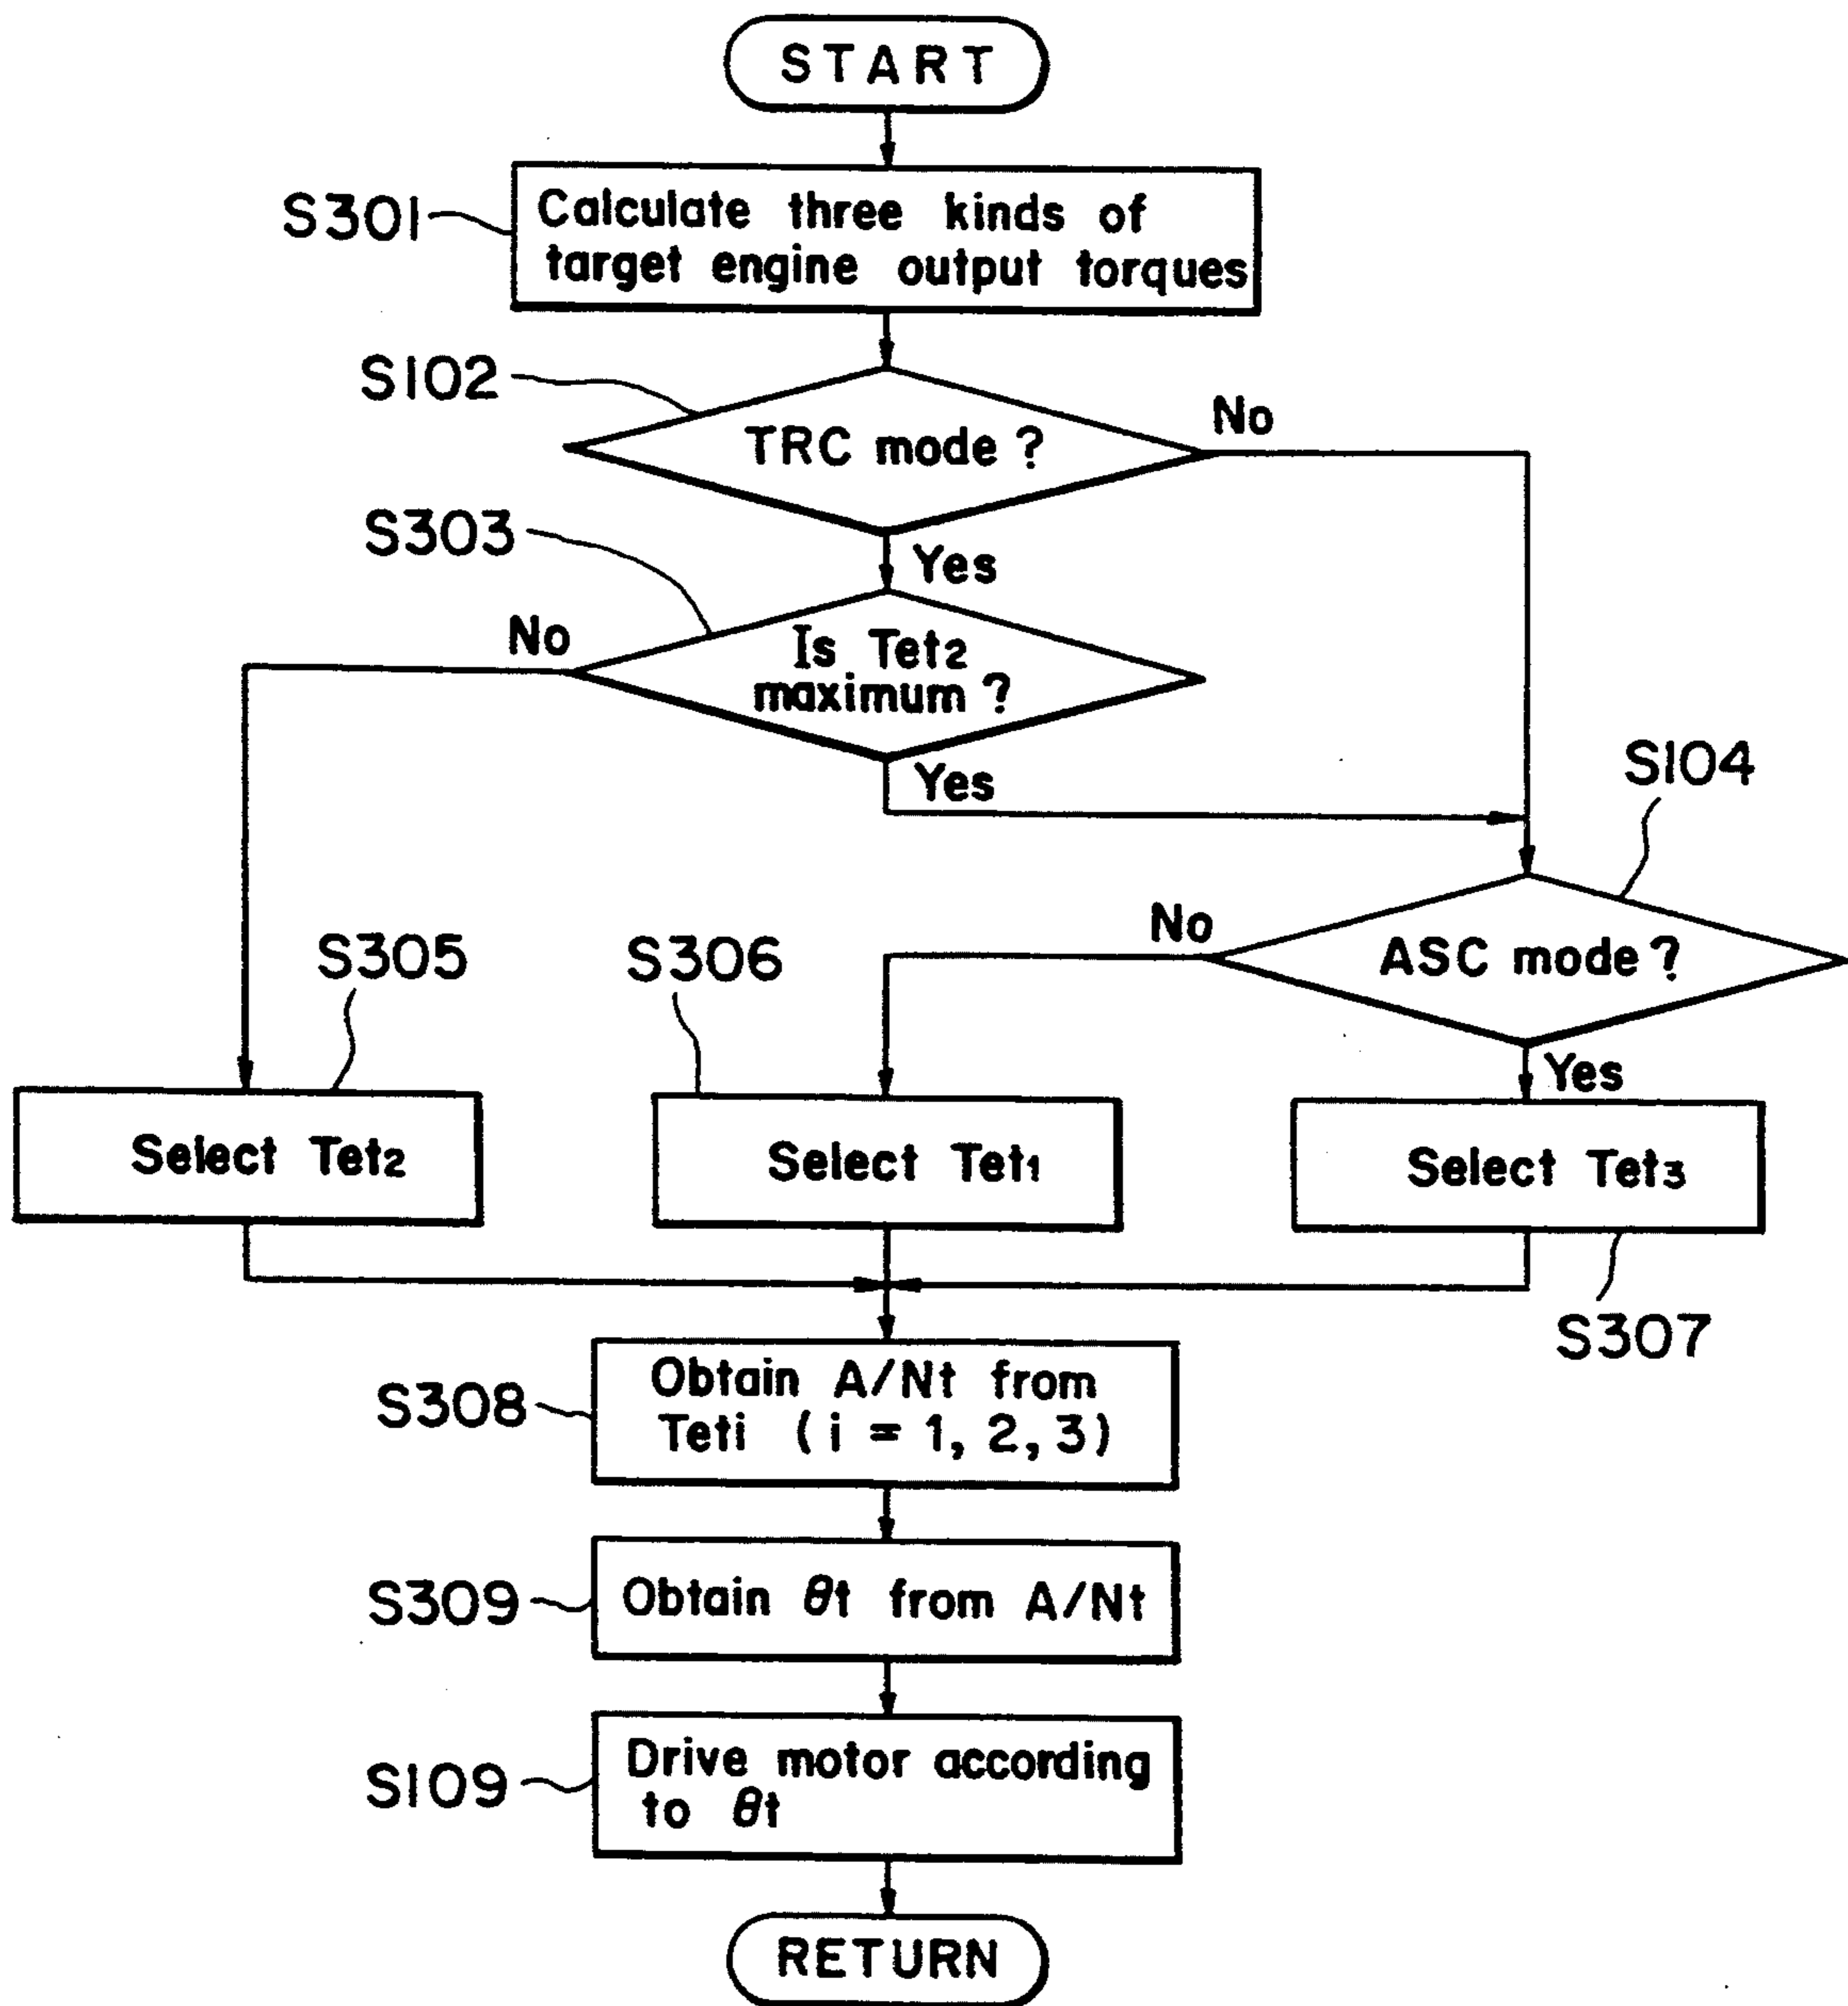 START
S301
Calculate three kinds of
target engine output torques
S102
TRC mode ?
No
S303
Yes
No
Is Tet2
maximum ?
Yes
S104
No
ASC mode ?
S305
S306
Yes
Select Tet2
Select Tet1
Select Tet3
S307
S308
Obtain A/Nt from
Teti ( i = 1, 2, 3)
S309
Obtain θt from A/Nt
S109
Drive motor according
to θt
RETURN